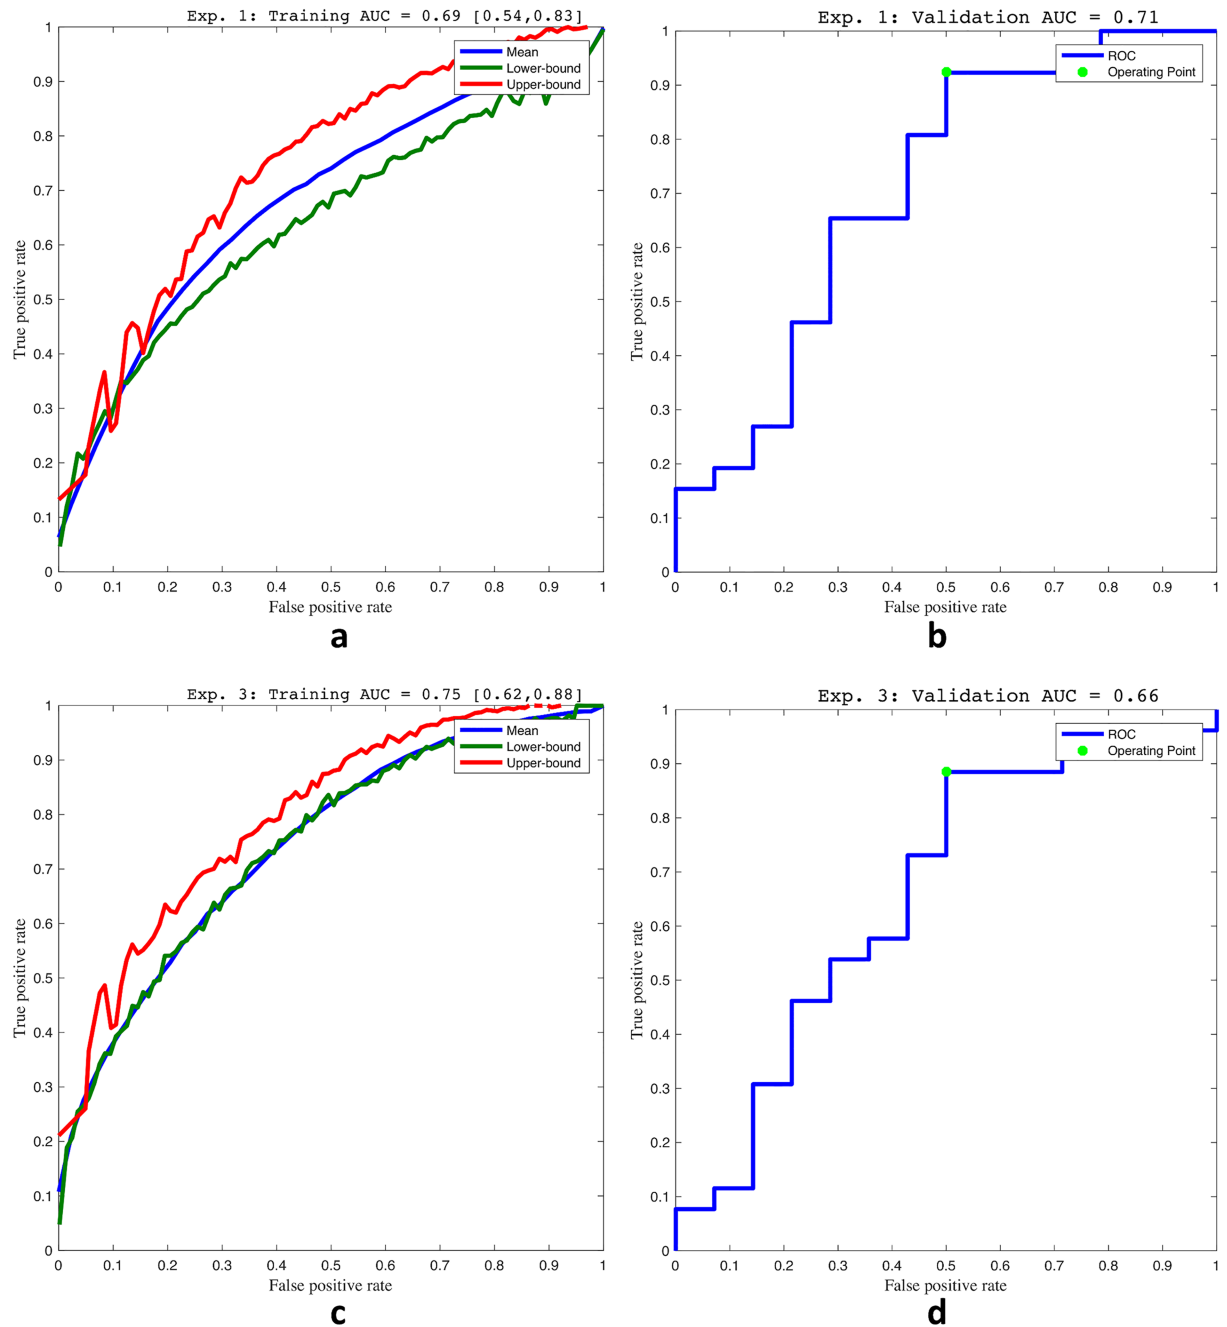 Exp. 1: Training AUC = 0.69 [0.54,0.83]
Mean
Lower-bound
Upper-bound
True positive rate
1
0.9
0.8
0.7
0.6
0.5
0.4
0.3
0.2
0.1
0
0 0.1 0.2 0.3 0.4 0.5 0.6 0.7 0.8 0.9 1
False positive rate
a
Exp. 1: Validation AUC = 0.71
ROC
Operating Point
True positive rate
1
0.9
0.8
0.7
0.6
0.5
0.4
0.3
0.2
0.1
0
0 0.1 0.2 0.3 0.4 0.5 0.6 0.7 0.8 0.9 1
False positive rate
b
Exp. 3: Training AUC = 0.75 [0.62,0.88]
Mean
Lower-bound
Upper-bound
True positive rate
1
0.9
0.8
0.7
0.6
0.5
0.4
0.3
0.2
0.1
0
0 0.1 0.2 0.3 0.4 0.5 0.6 0.7 0.8 0.9 1
False positive rate
c
Exp. 3: Validation AUC = 0.66
ROC
Operating Point
True positive rate
1
0.9
0.8
0.7
0.6
0.5
0.4
0.3
0.2
0.1
0
0 0.1 0.2 0.3 0.4 0.5 0.6 0.7 0.8 0.9 1
False positive rate
d